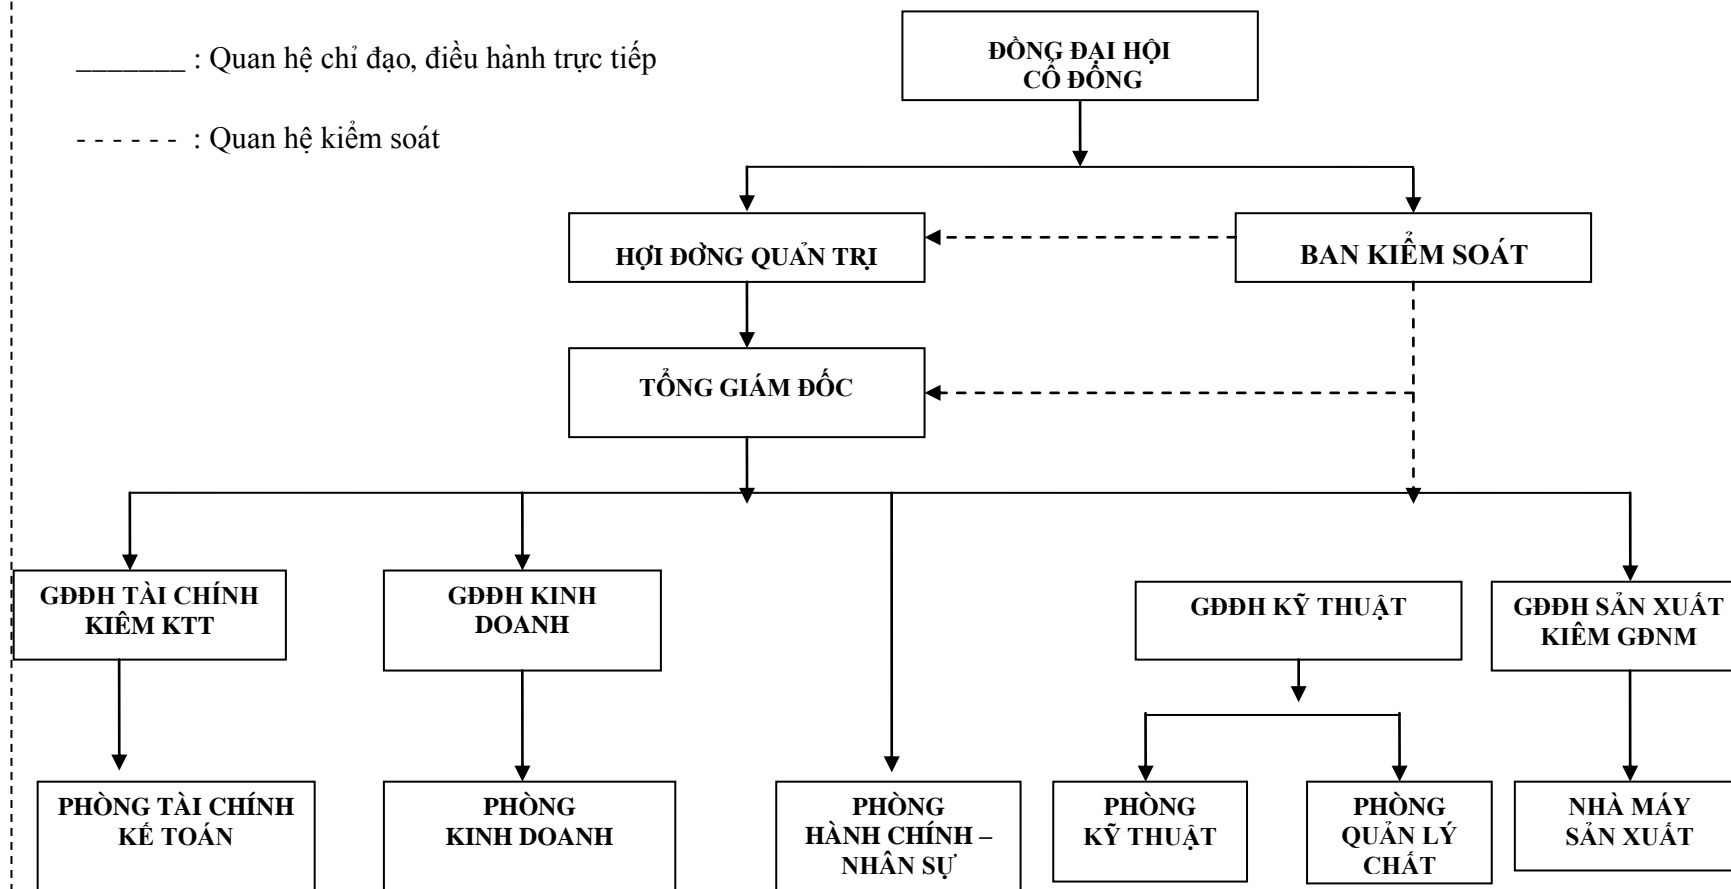 _______ : Quan hệ chỉ đạo, điều hành trực tiếp
- - - - - - : Quan hệ kiểm soát
ĐỒNG ĐẠI HỘI
CỔ ĐÔNG
HỢI ĐỜNG QUẢN TRỊ
BAN KIỂM SOÁT
TỔNG GIÁM ĐỐC
GĐĐH TÀI CHÍNH
KIÊM KTT
GĐĐH KINH
DOANH
GĐĐH KỸ THUẬT
GĐĐH SẢN XUẤT
KIÊM GĐNM
PHÒNG TÀI CHÍNH
KẾ TOÁN
PHÒNG
KINH DOANH
PHÒNG
HÀNH CHÍNH –
NHÂN SỰ
PHÒNG
KỸ THUẬT
PHÒNG
QUẢN LÝ
CHẤT
NHÀ MÁY
SẢN XUẤT